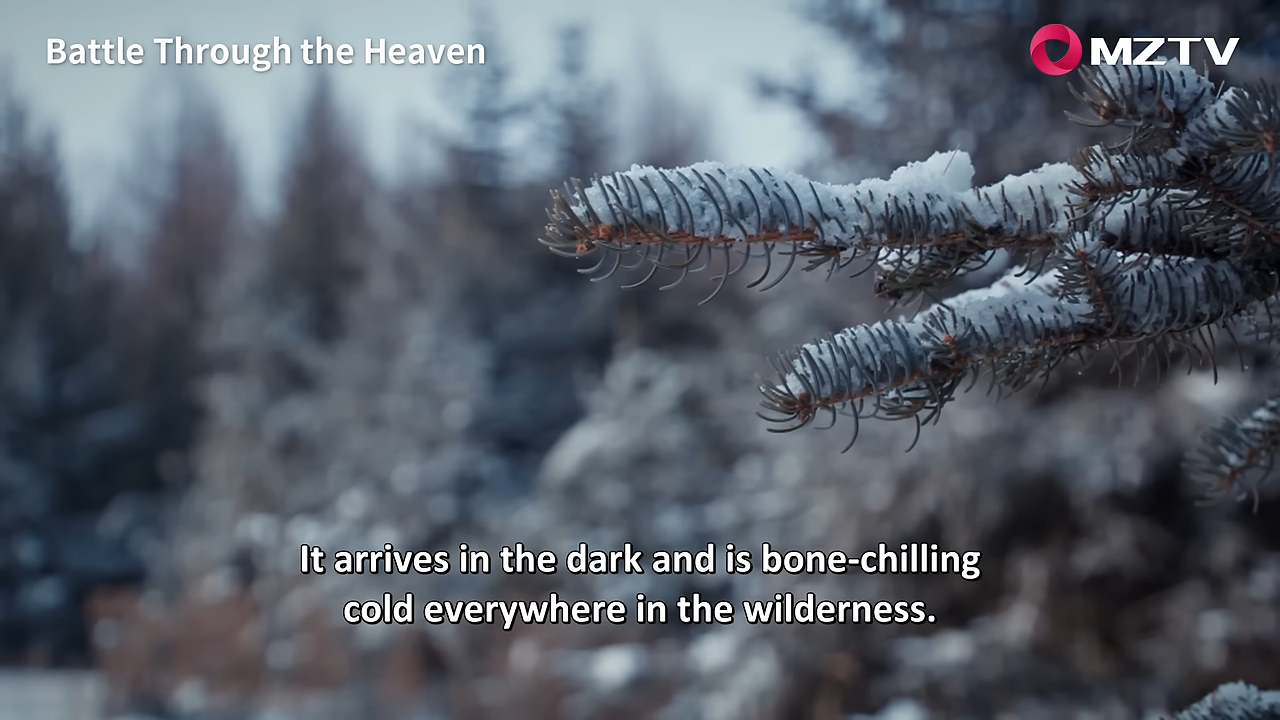 Battle Through the Heaven
MZTV
It arrives in the dark and is bone-chilling
cold everywhere in the wilderness.